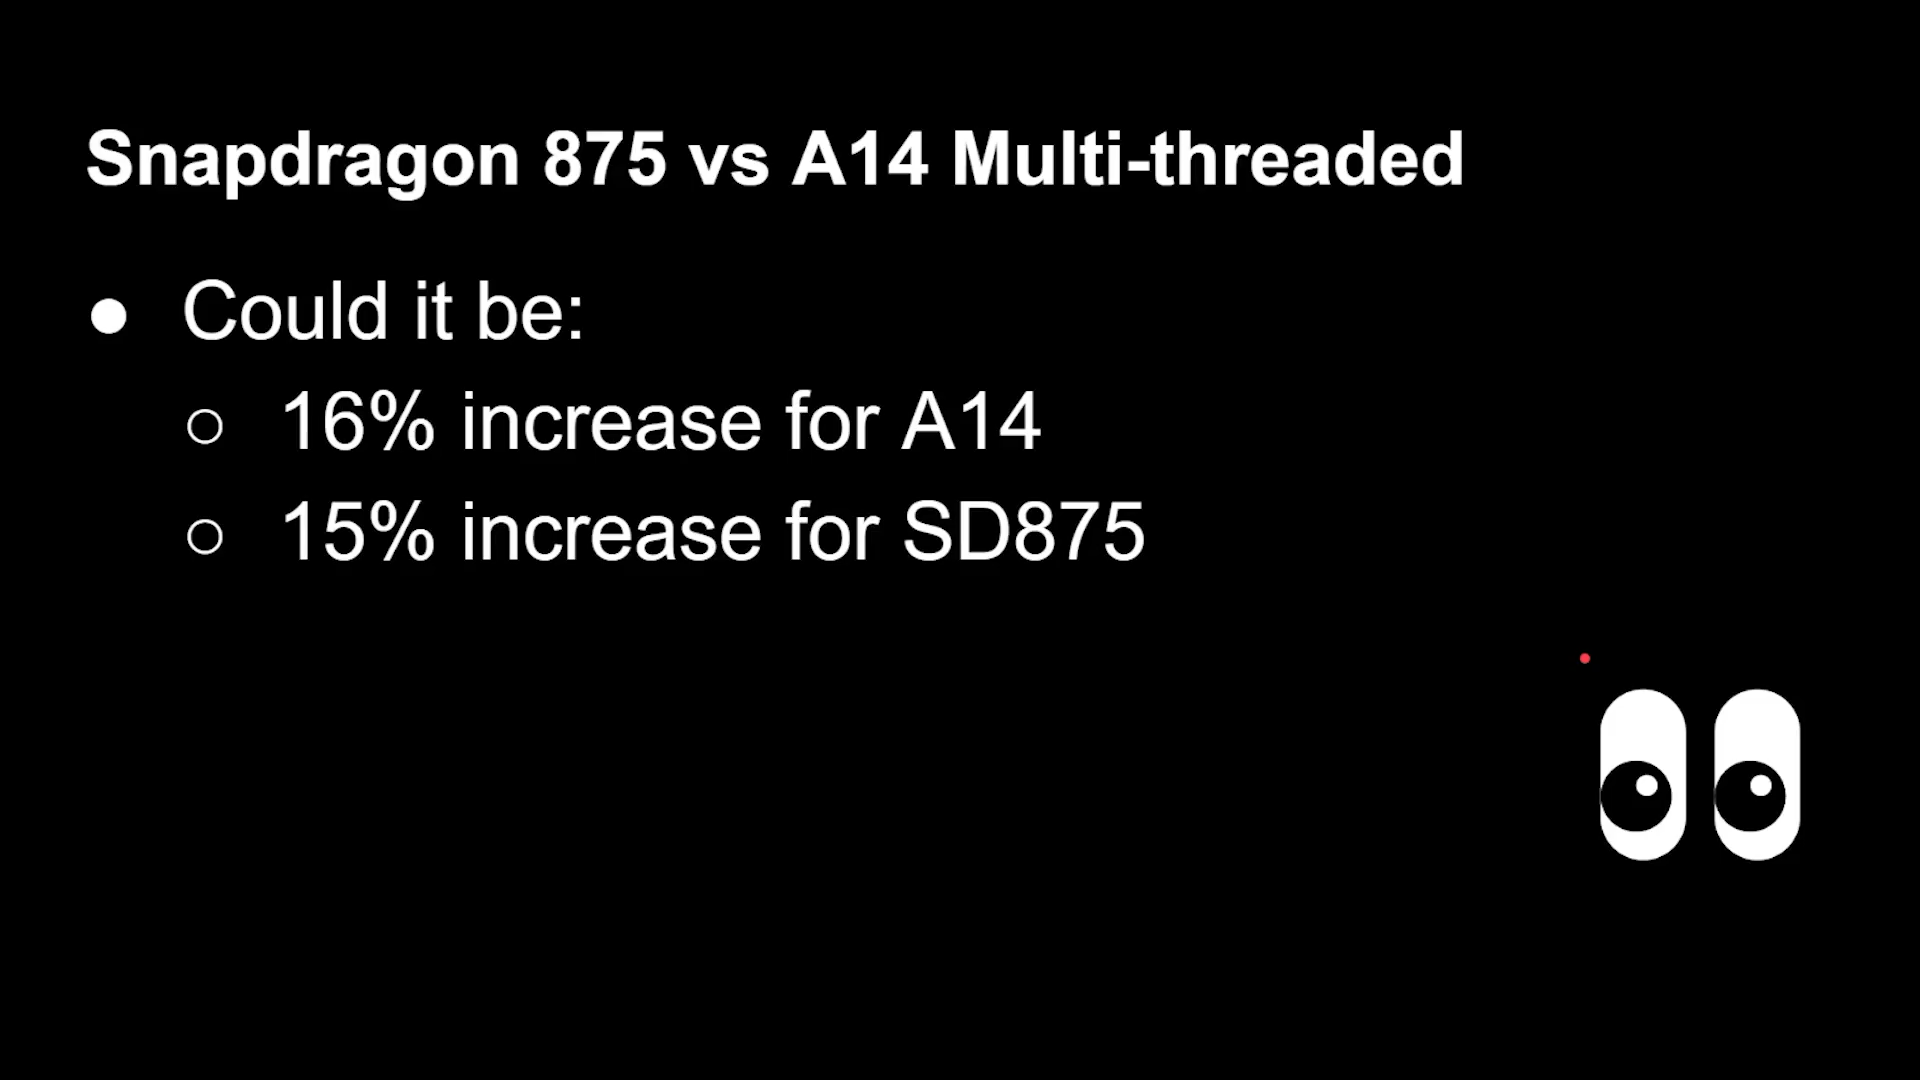 Snapdragon 875 vs A14 Multi-threaded
● Could it be:
○ 16% increase for A14
○ 15% increase for SD875